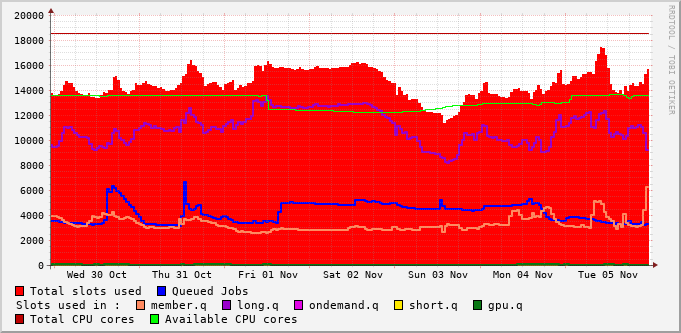 RRDTOOL / TOBI OETIKER
20000
18000
16000
14000
12000
10000
8000
6000
4000
2000
0
Wed 30 Oct Thu 31 Oct Fri 01 Nov Sat 02 Nov Sun 03 Nov Mon 04 Nov Tue 05 Nov
Total slots used Queued Jobs
Slots used in : member.q long.q ondemand.q short.q gpu.q
Total CPU cores Available CPU cores